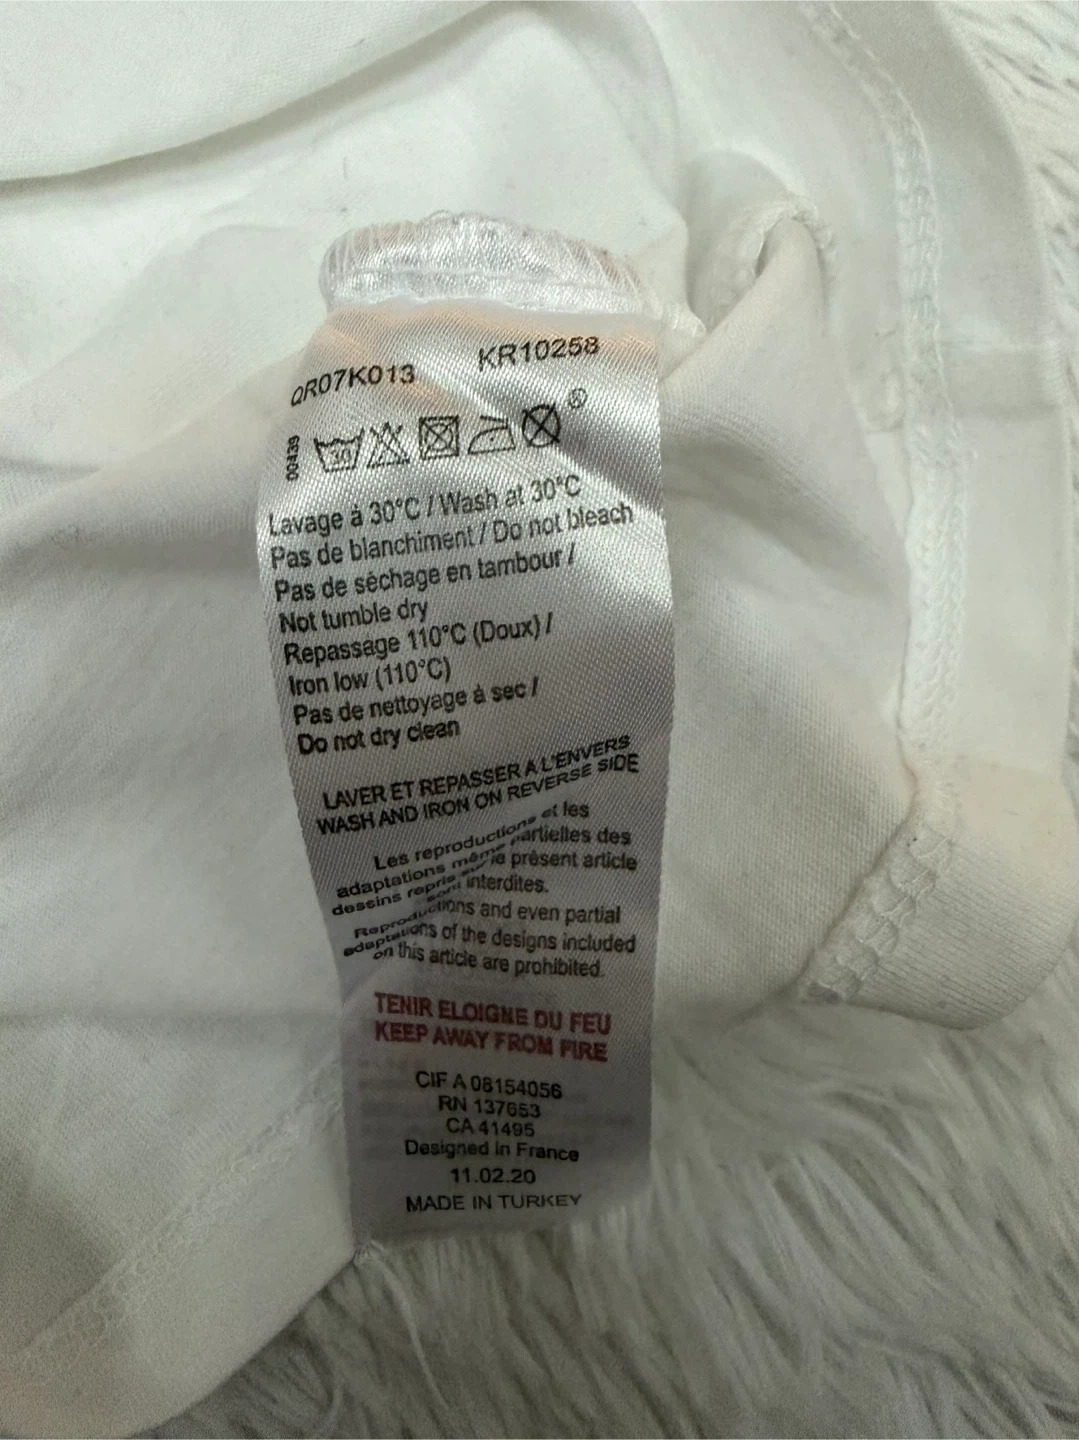 QR07K013 KR10258
00439
30 ®
Lavage à 30°C / Wash at 30°C
Pas de blanchiment / Do not bleach
Pas de séchage en tambour /
Not tumble dry
Repassage 110°C (Doux) /
Iron low (110°C)
Pas de nettoyage à sec /
Do not dry clean
LAVER ET REPASSER A L'ENVERS
WASH AND IRON ON REVERSE SIDE
Les reproductions et les
adaptations même partielles des
dessins repris sur le présent article
sont interdites.
Reproductions and even partial
adaptations of the designs included
on this article are prohibited.
TENIR ELOIGNE DU FEU
KEEP AWAY FROM FIRE
CIF A 08154056
RN 137653
CA 41495
Designed in France
11.02.20
MADE IN TURKEY